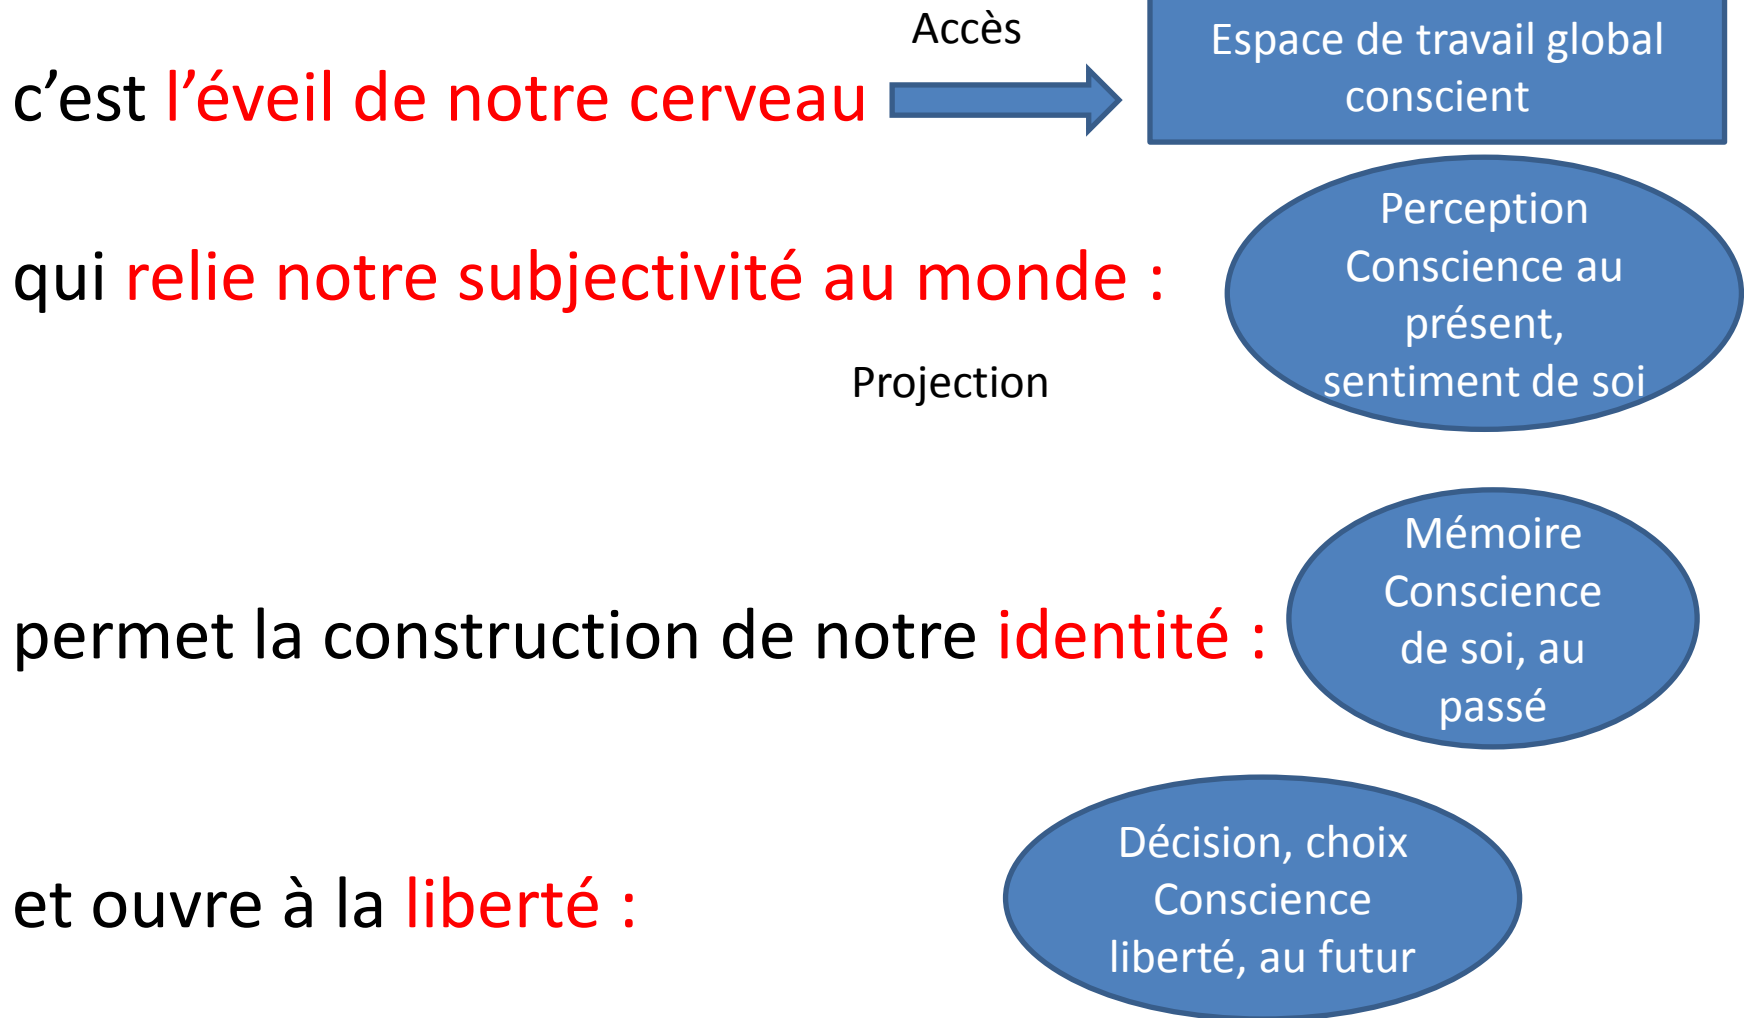 Accès
c’est l’éveil de notre cerveau
Espace de travail global
conscient
qui relie notre subjectivité au monde :
Perception
Conscience au
présent,
sentiment de soi
Projection
permet la construction de notre identité :
Mémoire
Conscience
de soi, au
passé
et ouvre à la liberté :
Décision, choix
Conscience
liberté, au futur